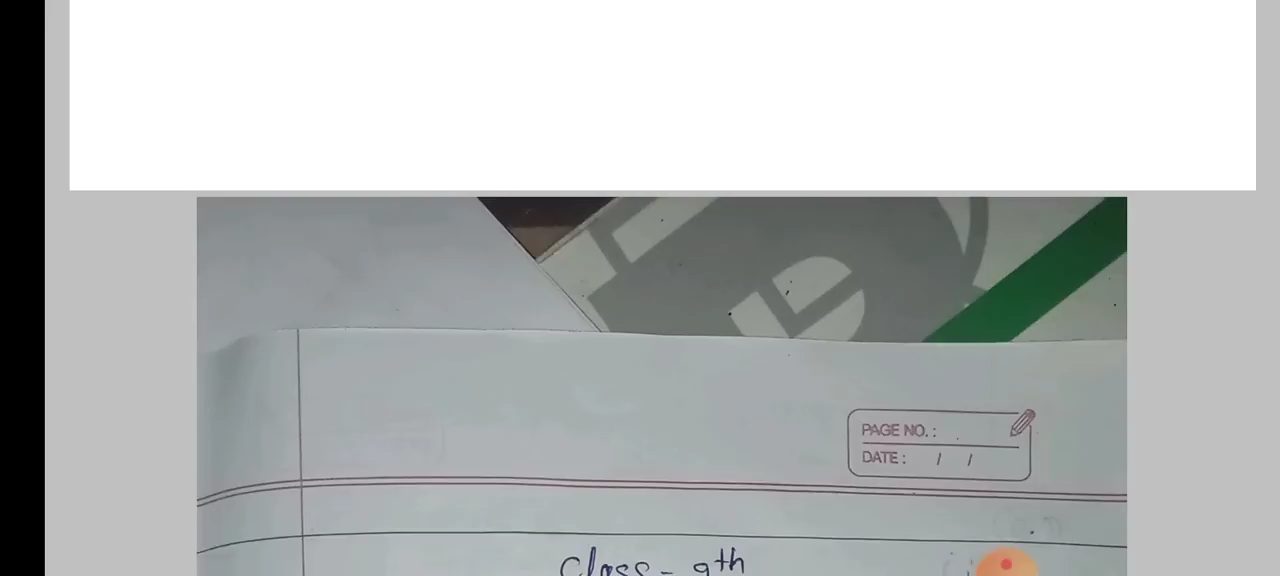 PAGE NO. :
DATE : / /
Class - 9th